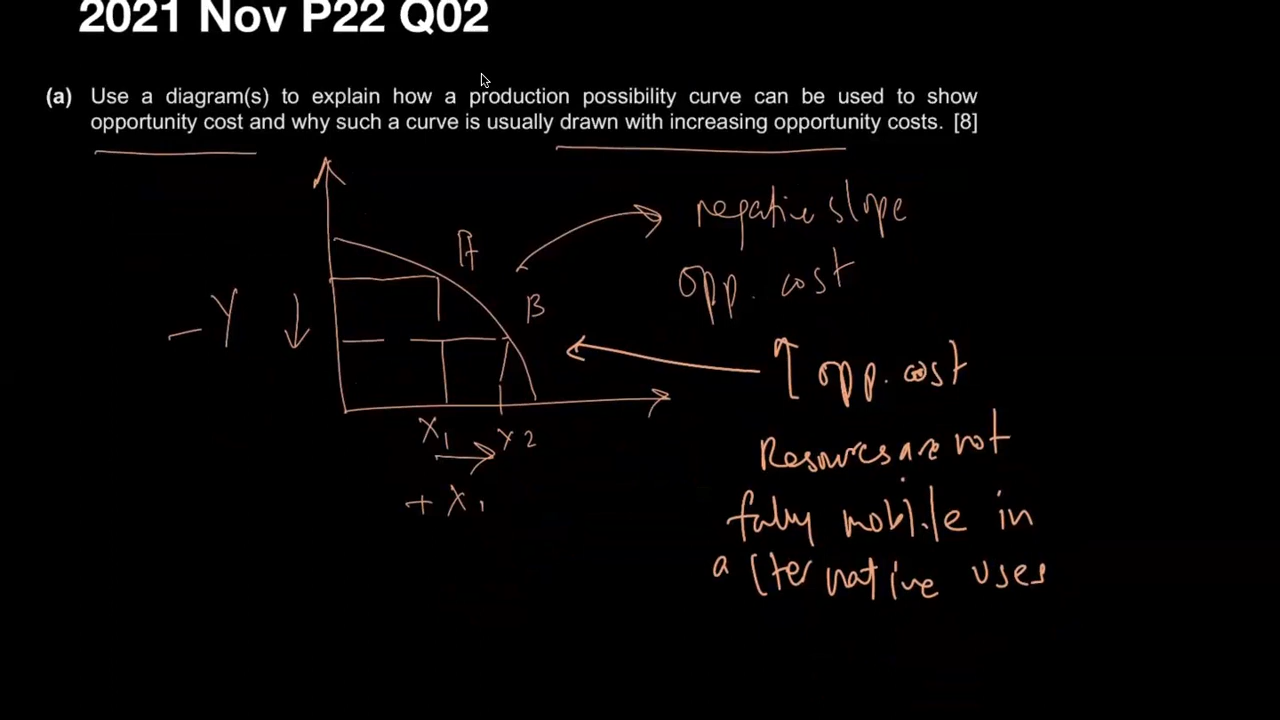 2021 Nov P22 Q02
(a) Use a diagram(s) to explain how a production possibility curve can be used to show
opportunity cost and why such a curve is usually drawn with increasing opportunity costs. [8]
negative slope
A
opp. cost
B
- Y ↓
↑ opp. cost
X1 → X2
Resources are not
+ X1
fully mobile in
alternative uses